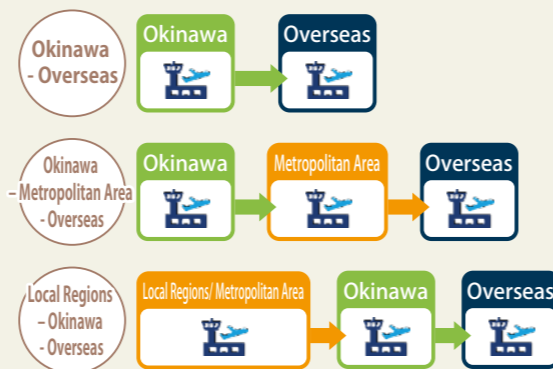 Okinawa
- Overseas
Okinawa
Overseas
Okinawa
– Metropolitan Area
- Overseas
Okinawa
Metropolitan Area
Overseas
Local Regions
– Okinawa
- Overseas
Local Regions/ Metropolitan Area
Okinawa
Overseas